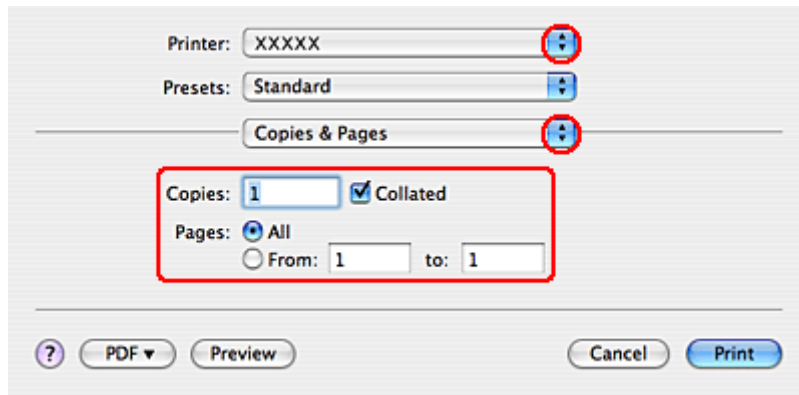 Printer: XXXXX
Presets: Standard
Copies & Pages
Copies: 1 Collated
Pages: All
From: 1 to: 1
? PDF Preview Cancel Print